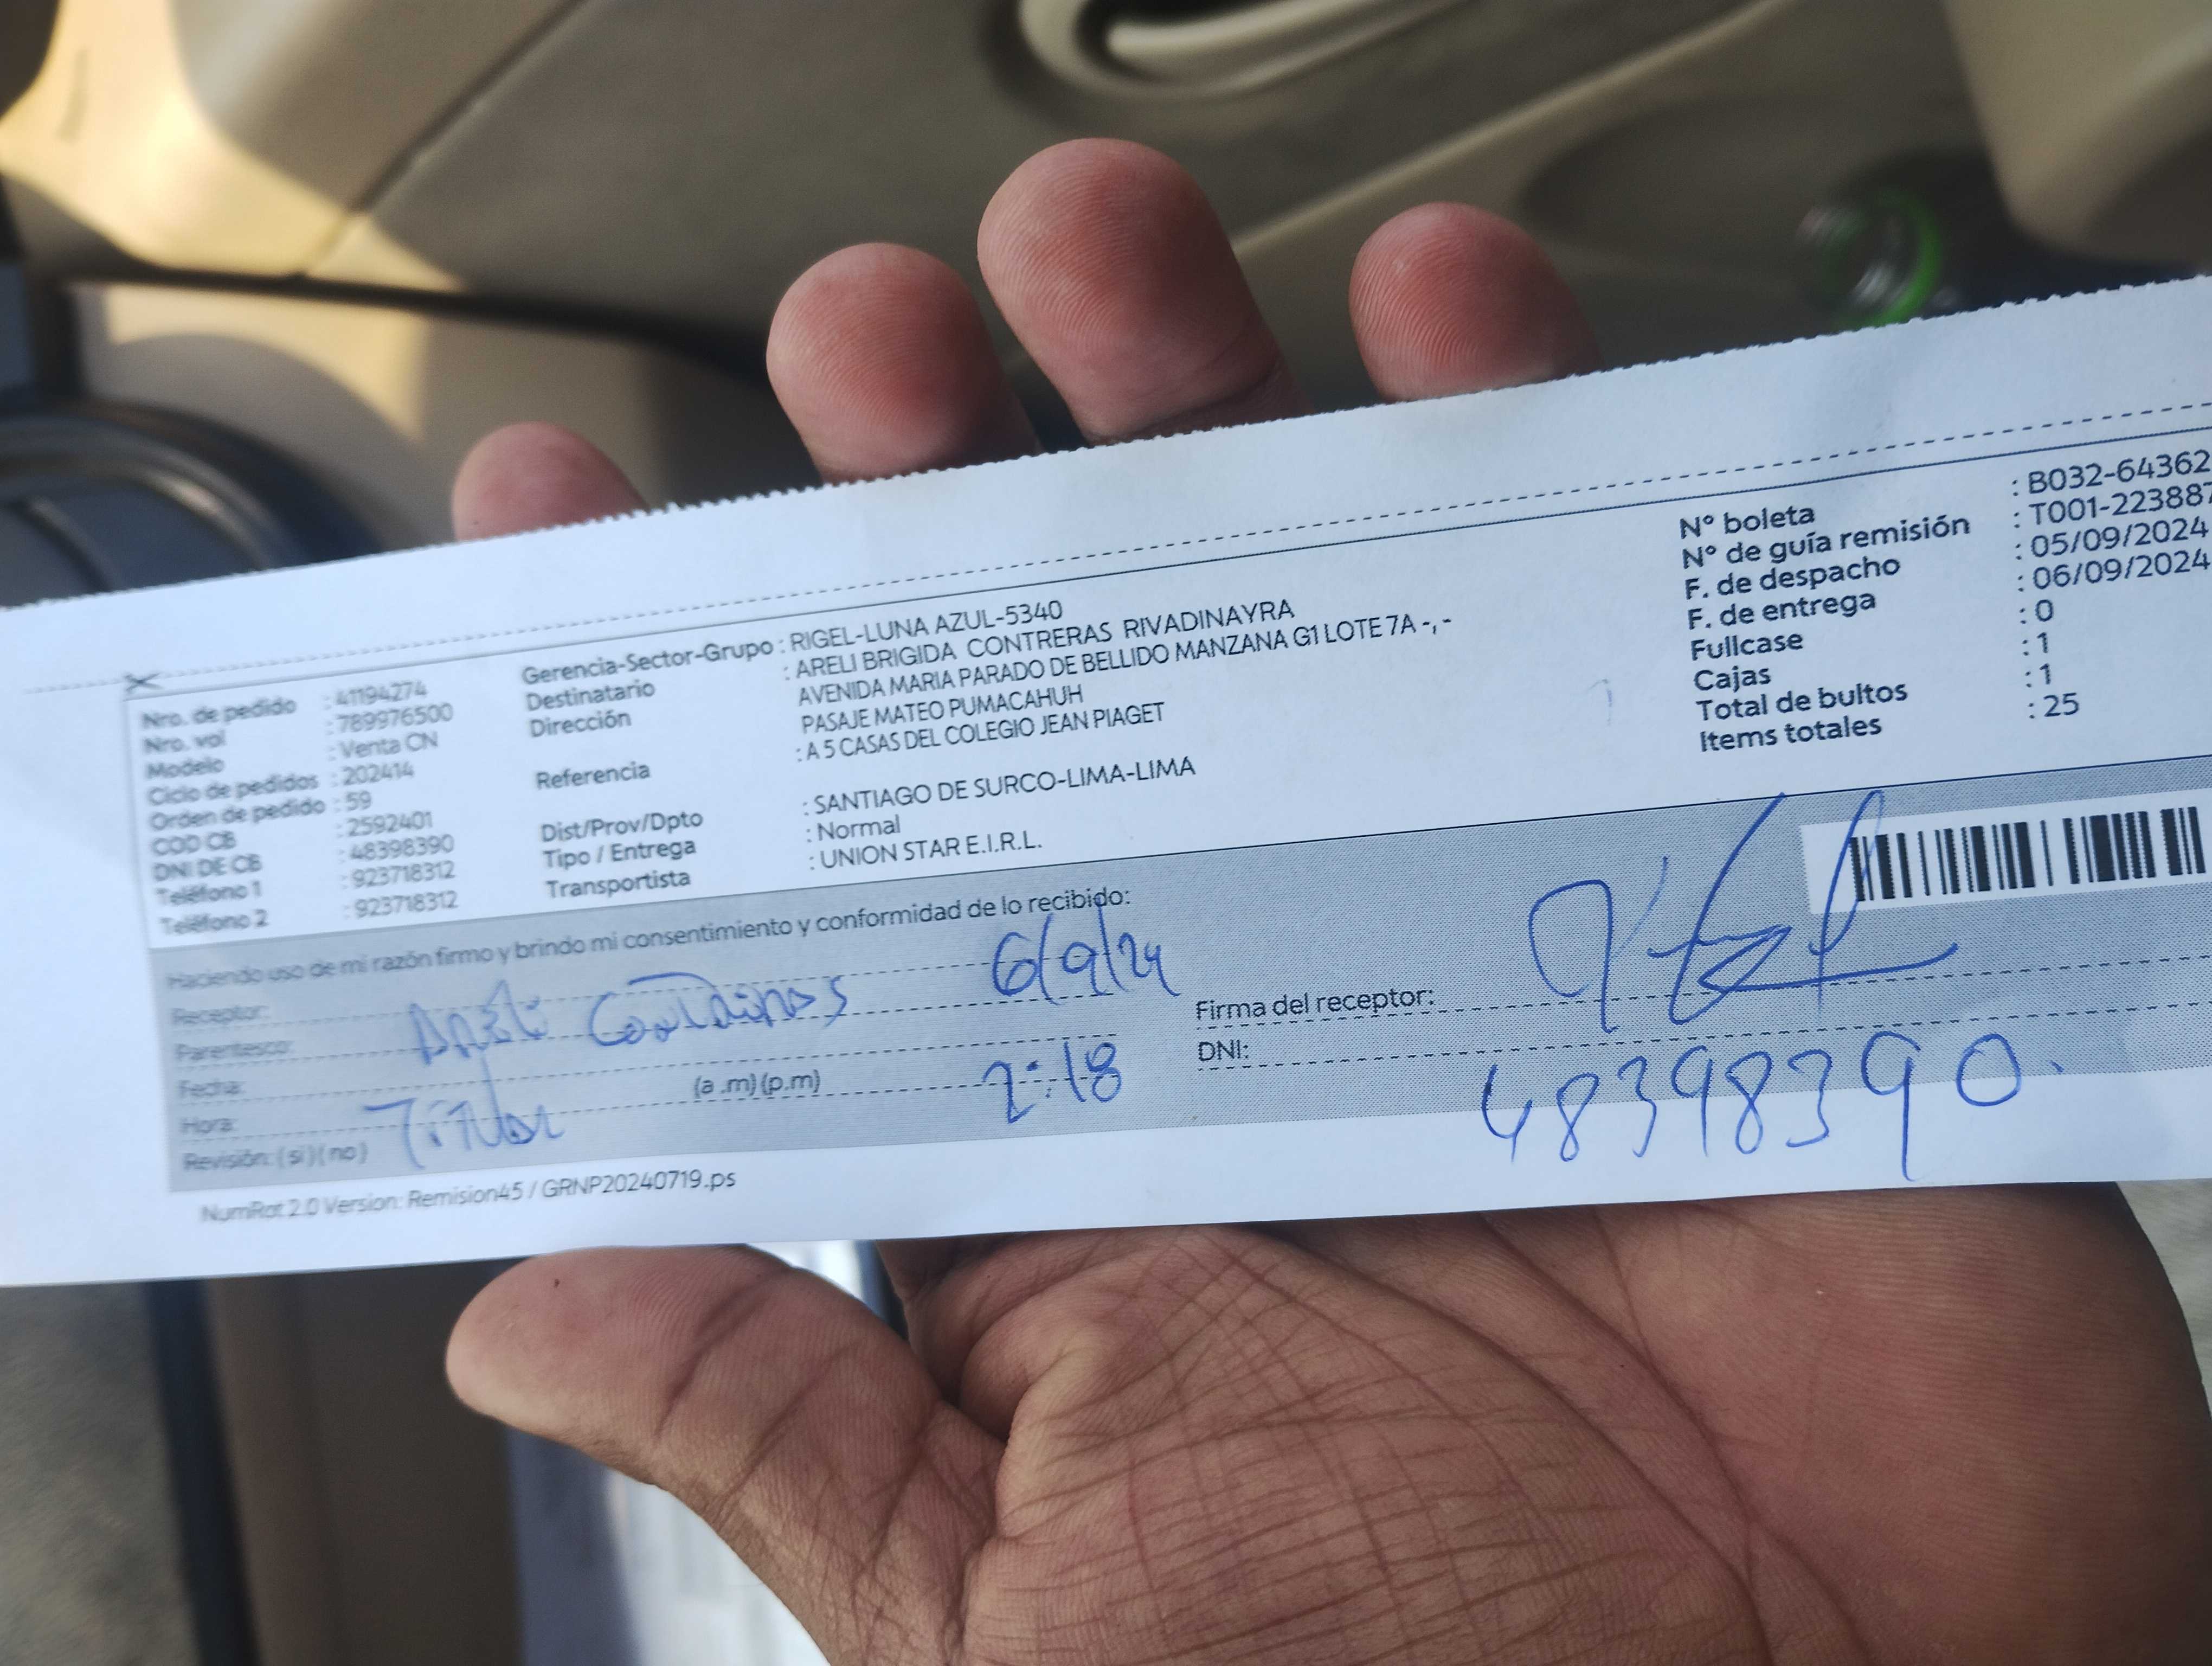 Nro. de pedido : 41194274
Nro. vol : 789976500
Modelo : Venta CN
Ciclo de pedidos : 202414
Orden de pedido : 59
COD CB : 2592401
DNI DE CB : 48398390
Teléfono 1 : 923718312
Teléfono 2 : 923718312
Gerencia-Sector-Grupo : RIGEL-LUNA AZUL-5340
Destinatario : ARELI BRIGIDA CONTRERAS RIVADINAYRA
Dirección AVENIDA MARIA PARADO DE BELLIDO MANZANA G1 LOTE 7A -, -
PASAJE MATEO PUMACAHUH
Referencia : A 5 CASAS DEL COLEGIO JEAN PIAGET
Dist/Prov/Dpto : SANTIAGO DE SURCO-LIMA-LIMA
Tipo / Entrega : Normal
Transportista : UNION STAR E.I.R.L.
N° boleta : B032-64362
N° de guía remisión : T001-223887
F. de despacho : 05/09/2024
F. de entrega : 06/09/2024
Fullcase : 0
Cajas : 1
Total de bultos : 1
Items totales : 25
Haciendo uso de mi razón firmo y brindo mi consentimiento y conformidad de lo recibido:
Receptor:
Parentesco:
Fecha: 6/9/24
Hora: (a .m) (p.m) 2:18
Revisión: ( si ) ( no ) Titular
Firma del receptor:
DNI: 48398390.
NumRot 2.0 Version: Remision45 / GRNP20240719.ps